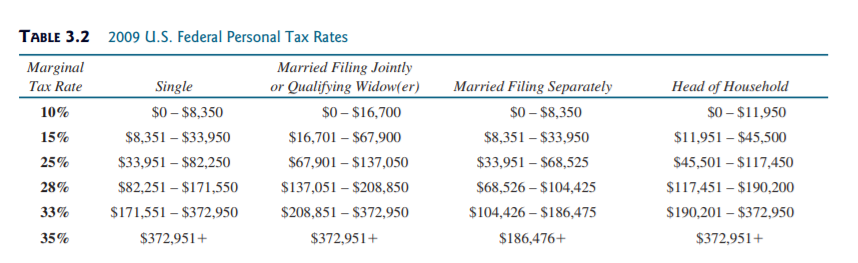 TABLE 3.2 2009 U.S. Federal Personal Tax Rates
Marginal Married Filing Jointly
Tax Rate Single or Qualifying Widow(er) Married Filing Separately Head of Household
10% $0 – $8,350 $0 – $16,700 $0 – $8,350 $0 – $11,950
15% $8,351 – $33,950 $16,701 – $67,900 $8,351 – $33,950 $11,951 – $45,500
25% $33,951 – $82,250 $67,901 – $137,050 $33,951 – $68,525 $45,501 – $117,450
28% $82,251 – $171,550 $137,051 – $208,850 $68,526 – $104,425 $117,451 – $190,200
33% $171,551 – $372,950 $208,851 – $372,950 $104,426 – $186,475 $190,201 – $372,950
35% $372,951+ $372,951+ $186,476+ $372,951+